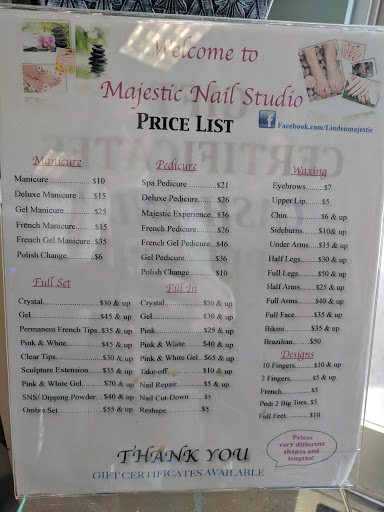 Welcome to
Majestic Nail Studio
PRICE LIST
Facebook.com/Lindenmajestic
Manicure
Manicure...................$10
Deluxe Manicure ......$15
Gel Manicure............$25
French Manicure......$15
French Gel Manicure..$35
Polish Change...........$6
Pedicure
Spa Pedicure............$21
Deluxe Pedicure.......$26
Majestic Experience..$36
French Pedicure........$26
French Gel Pedicure...$46
Gel Pedicure..............$36
Polish Change...........$10
Waxing
Eyebrows.......$7
Upper Lip.......$5
Chin...............$6 & up
Sideburns......$10& up
Under Arms...$15 & up
Half Legs.......$30 & up
Full Legs........$50 & up
Half Arms......$25 & up
Full Arms.......$40 & up
Full Face........$35 & up
Bikini.............$35 & up
Brazilian........$50
Full Set
Crystal.......................$30 & up
Gel............................$45 & up
Permanent French Tips..$35 & up
Pink & White..............$45 & up
Clear Tips..................$30 & up
Sculpture Extension.....$35 & up
Pink & White Gel.........$70 & up
SNS/ Dipping Powder...$40 & up
Ombre Set..................$55 & up
Fill In
Crystal..................$20 & up
Gel........................$30 & up
Pink.......................$25 & up
Pink & White..........$40 & up
Pink & White Gel...$65 & up
Take-off................$10 & up
Nail Repair............$5 & up
Nail Cut-Down......$5
Reshape...............$5
Designs
10 Fingers.......$10 & up
2 Fingers.........$5 & up
French.............$5
Pedi 2 Big Toes..$5
Full Feet..........$10
Prices
vary different
shapes and
lengths!
THANK YOU
GIFT CERTIFICATES AVAILABLE